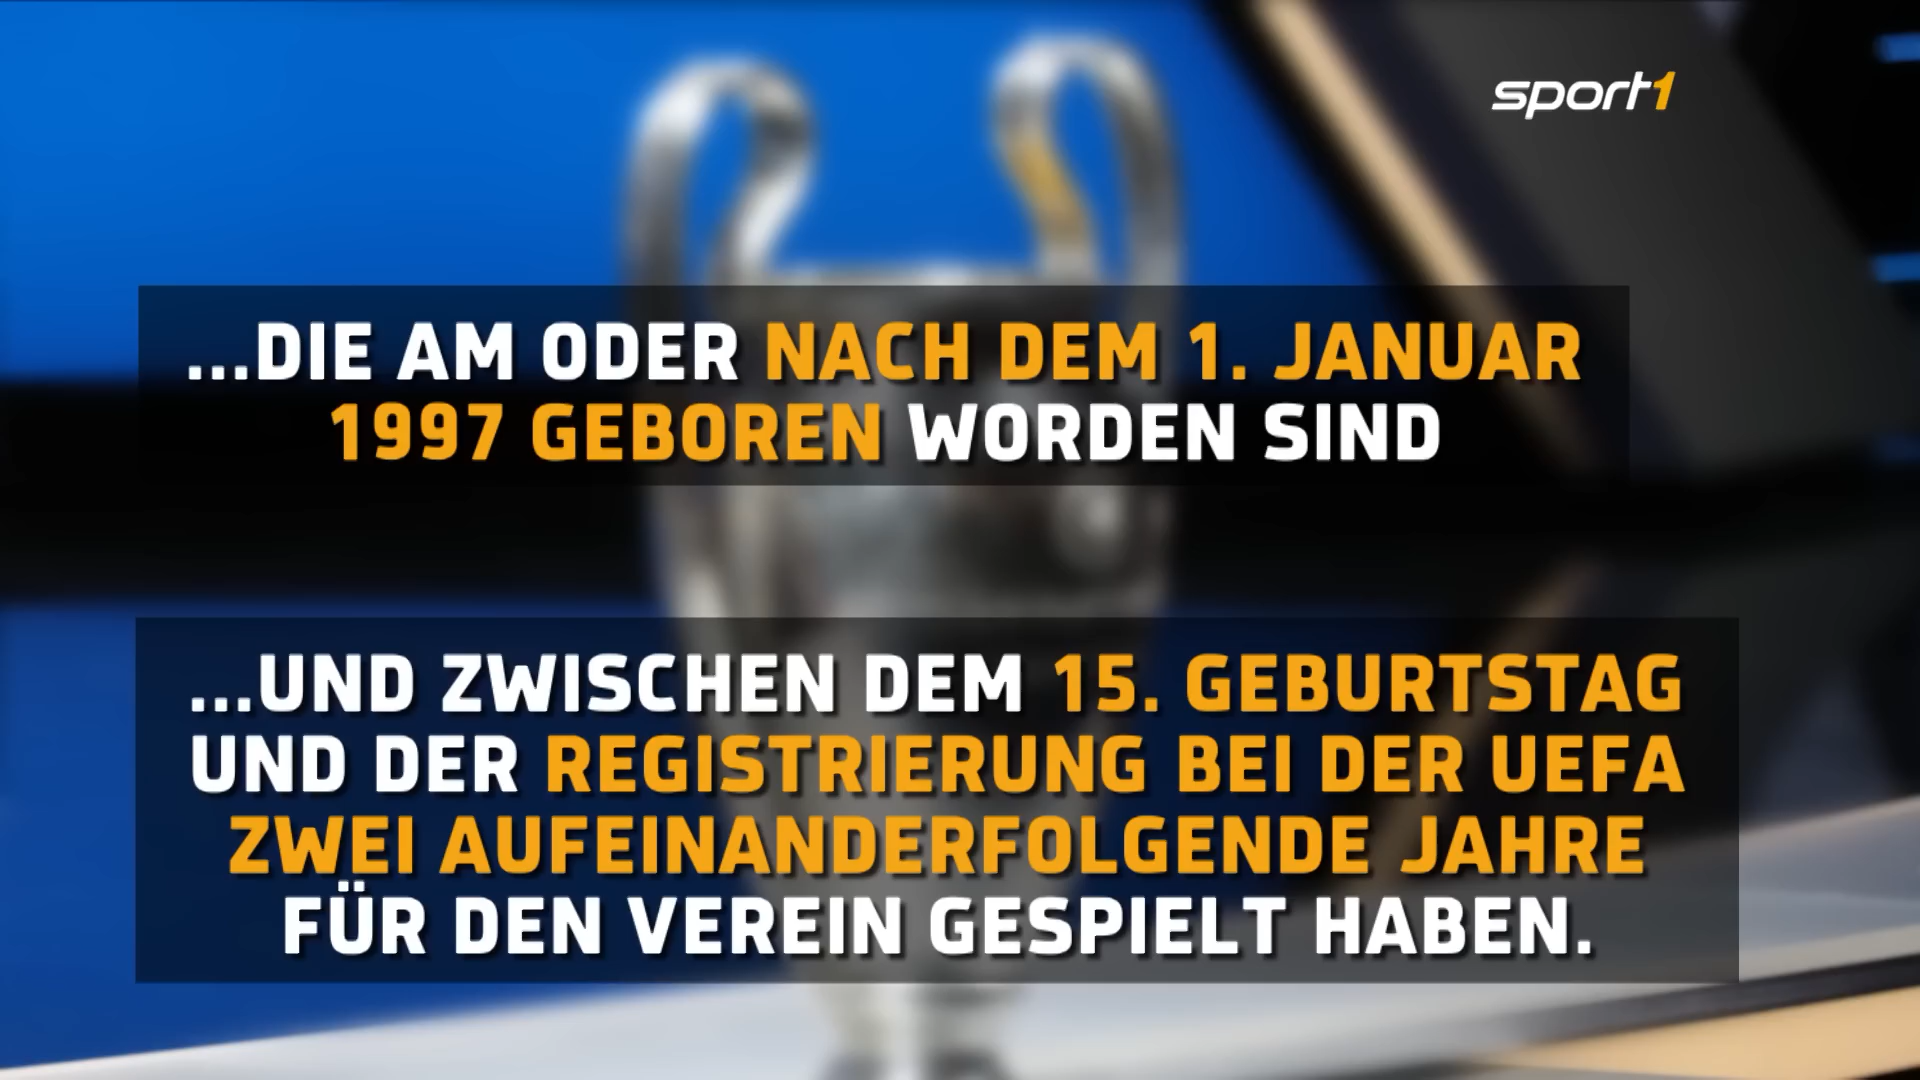 sport1
...DIE AM ODER NACH DEM 1. JANUAR
1997 GEBOREN WORDEN SIND
...UND ZWISCHEN DEM 15. GEBURTSTAG
UND DER REGISTRIERUNG BEI DER UEFA
ZWEI AUFEINANDERFOLGENDE JAHRE
FÜR DEN VEREIN GESPIELT HABEN.